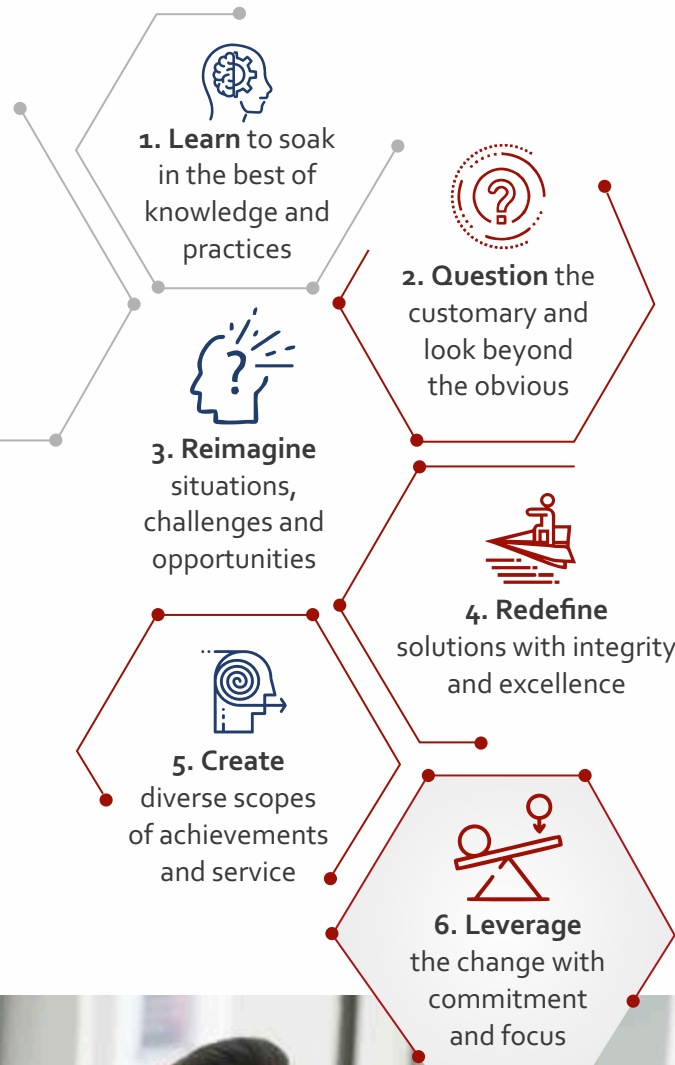 1. Learn to soak
in the best of
knowledge and
practices
2. Question the
customary and
look beyond
the obvious
3. Reimagine
situations,
challenges and
opportunities
4. Redefine
solutions with integrity
and excellence
5. Create
diverse scopes
of achievements
and service
6. Leverage
the change with
commitment
and focus